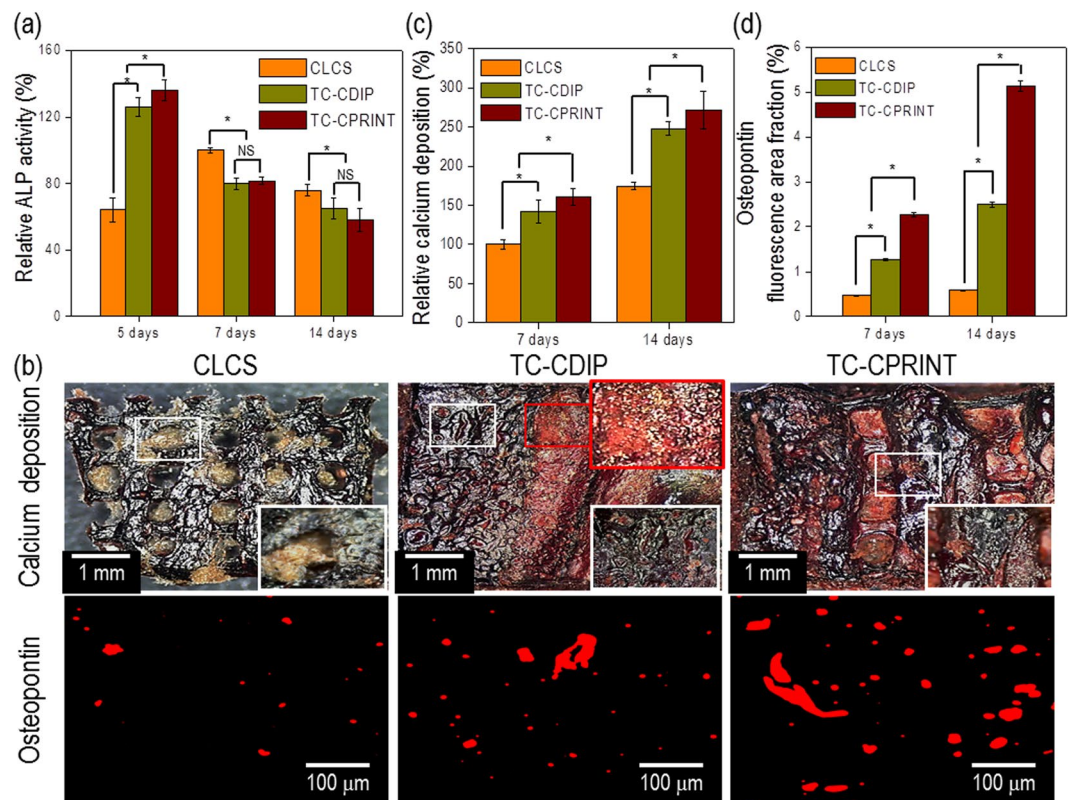 (a)
Relative ALP activity (%)
160
120
80
40
0
CLCS
TC-CDIP
TC-CPRINT
*
*
*
NS
*
NS
5 days
7 days
14 days
(c)
Relative calcium deposition (%)
350
300
250
200
150
100
50
0
CLCS
TC-CDIP
TC-CPRINT
*
*
*
*
7 days
14 days
(d)
Osteopontin
fluorescence area fraction (%)
6
5
4
3
2
1
0
CLCS
TC-CDIP
TC-CPRINT
*
*
*
*
7 days
14 days
(b)
CLCS
TC-CDIP
TC-CPRINT
Calcium deposition
1 mm
1 mm
1 mm
Osteopontin
100 μm
100 μm
100 μm